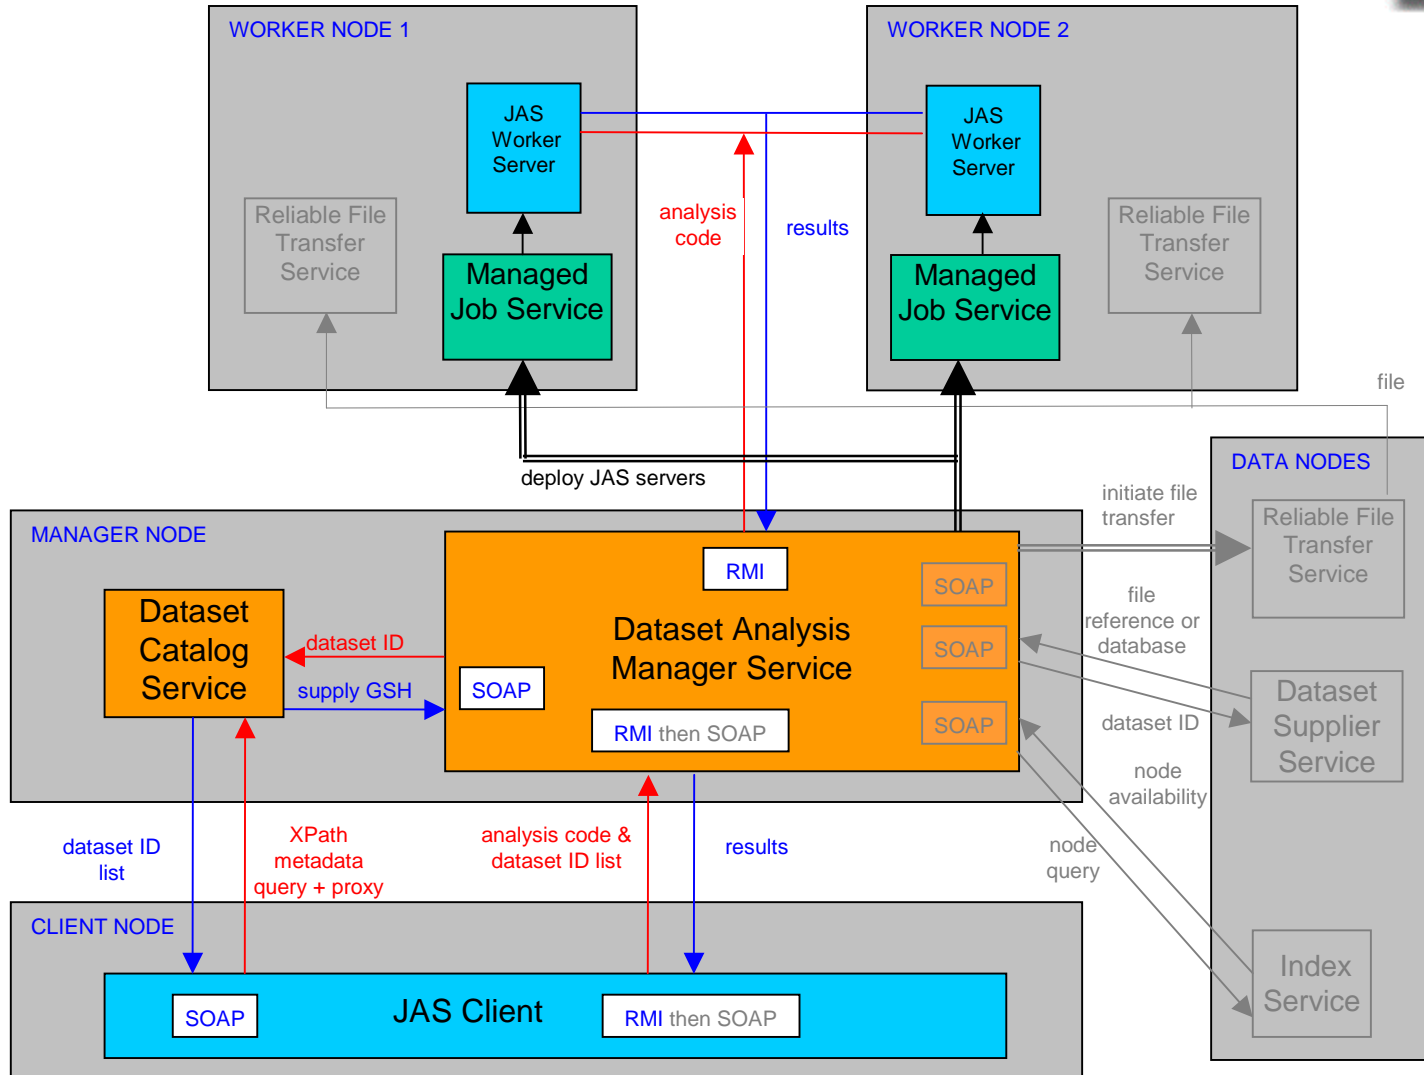 WORKER NODE 1
WORKER NODE 2
JAS
Worker
Server
JAS
Worker
Server
Reliable File
Transfer
Service
analysis
code
results
Reliable File
Transfer
Service
Managed
Job Service
Managed
Job Service
file
deploy JAS servers
DATA NODES
MANAGER NODE
initiate file
transfer
Reliable File
Transfer
Service
RMI
SOAP
Dataset
Catalog
Service
dataset ID
supply GSH
Dataset Analysis
Manager Service
SOAP
SOAP
RMI then SOAP
SOAP
file
reference or
database
dataset ID
Dataset
Supplier
Service
node
availability
node
query
dataset ID
list
XPath
metadata
query + proxy
analysis code &
dataset ID list
results
CLIENT NODE
SOAP
JAS Client
RMI then SOAP
Index
Service